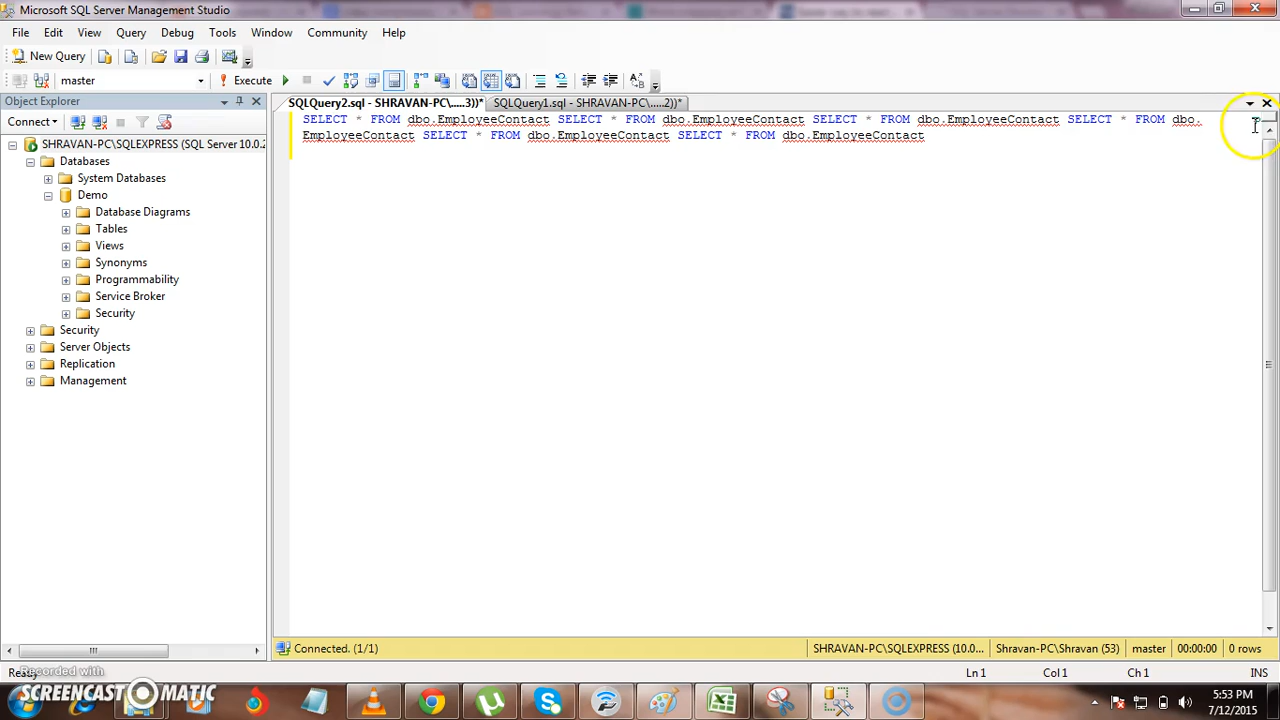 Microsoft SQL Server Management Studio
File Edit View Query Debug Tools Window Community Help
New Query
master Execute
Object Explorer
SQLQuery2.sql - SHRAVAN-PC\.....3))* SQLQuery1.sql - SHRAVAN-PC\.....2))*
Connect
SELECT * FROM dbo.EmployeeContact SELECT * FROM dbo.EmployeeContact SELECT * FROM dbo.EmployeeContact SELECT * FROM dbo.
EmployeeContact SELECT * FROM dbo.EmployeeContact SELECT * FROM dbo.EmployeeContact
SHRAVAN-PC\SQLEXPRESS (SQL Server 10.0.2
Databases
System Databases
Demo
Database Diagrams
Tables
Views
Synonyms
Programmability
Service Broker
Security
Security
Server Objects
Replication
Management
Connected. (1/1) SHRAVAN-PC\SQLEXPRESS (10.0... Shravan-PC\Shravan (53) master 00:00:00 0 rows
Ready Ln 1 Col 1 Ch 1 INS
Recorded with
SCREENCAST MATIC
5:53 PM
7/12/2015